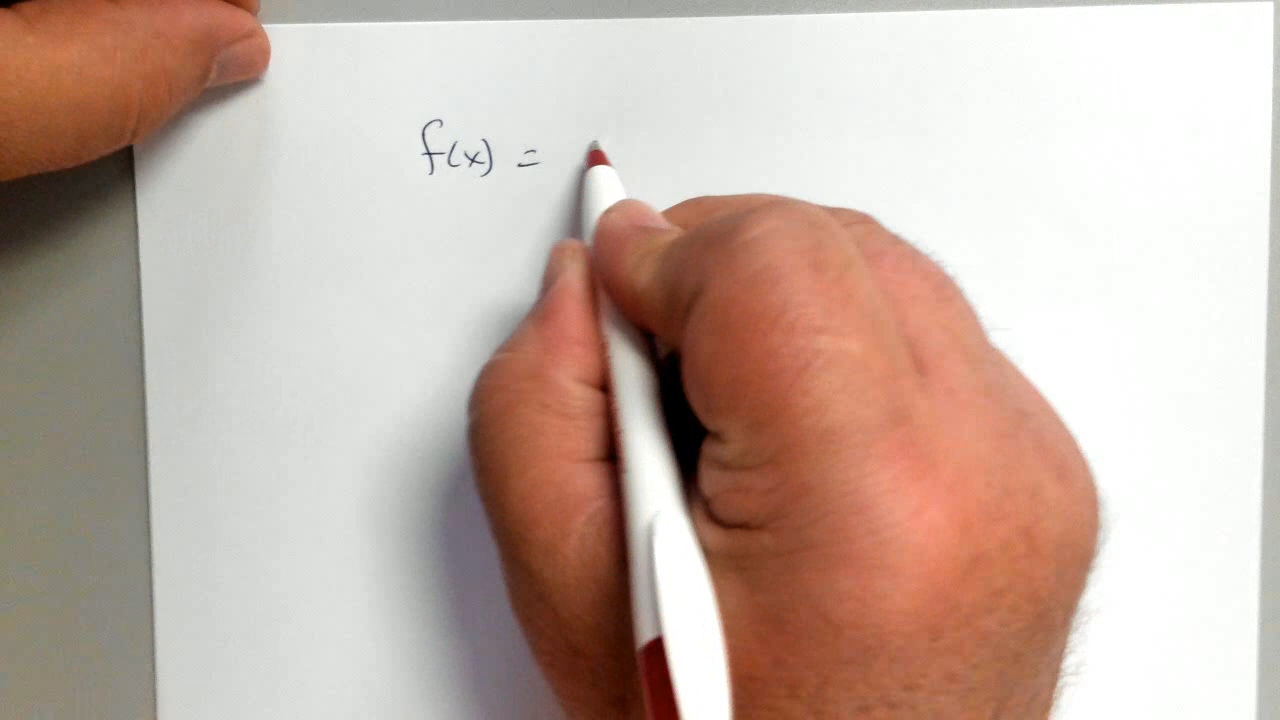 f(x) =